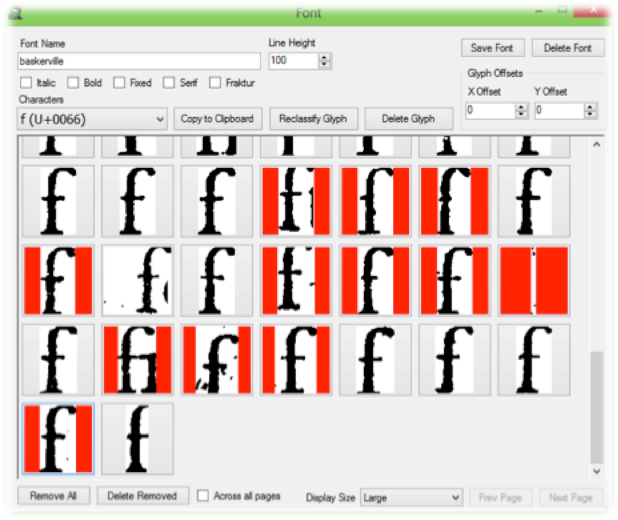 Font
Font Name
Line Height
baskerville
100
Save Font
Delete Font
Italic
Bold
Fixed
Serif
Fraktur
Glyph Offsets
X Offset
Y Offset
0
0
Characters
f (U+0066)
Copy to Clipboard
Reclassify Glyph
Delete Glyph
f f f f f f f
f f f f f f
f fi f f f f f
f f
Remove All
Delete Removed
Across all pages
Display Size
Large
Prev Page
Next Page